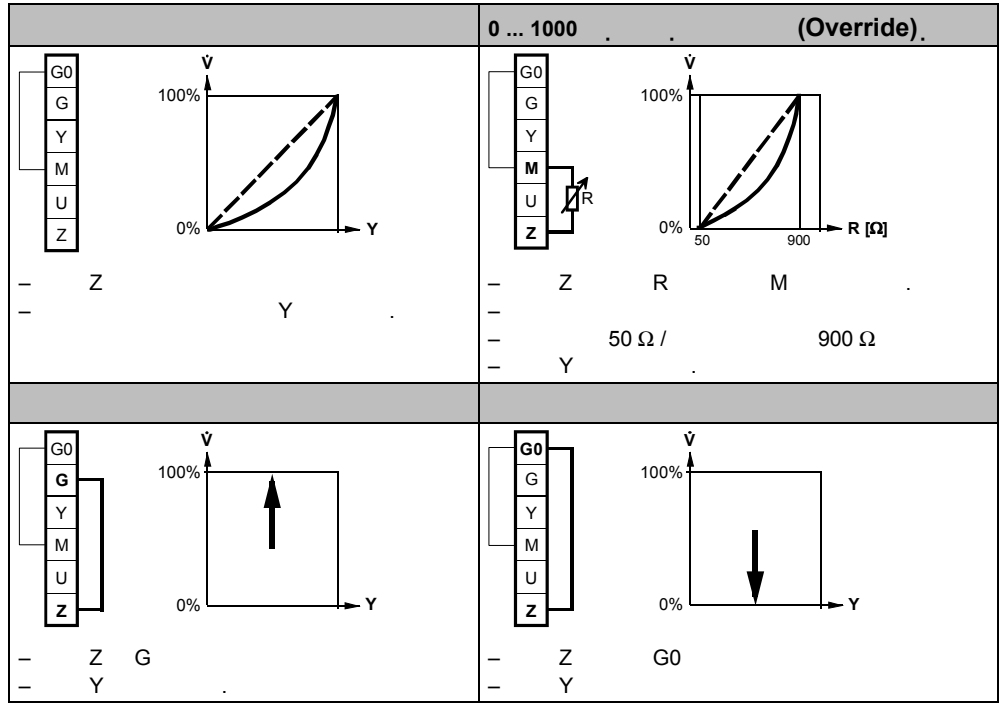 0 ... 1000 . . (Override).
G0
G
Y
M
U
Z
V̇
100%
0%
Y
– Z
– Y .
G0
G
Y
M
U
Z
R
V̇
100%
0%
50
900
R [Ω]
– Z R M .
–
– 50 Ω / 900 Ω
– Y .
G0
G
Y
M
U
Z
V̇
100%
0%
Y
– Z G
– Y .
G0
G
Y
M
U
Z
V̇
100%
0%
Y
– Z G0
– Y